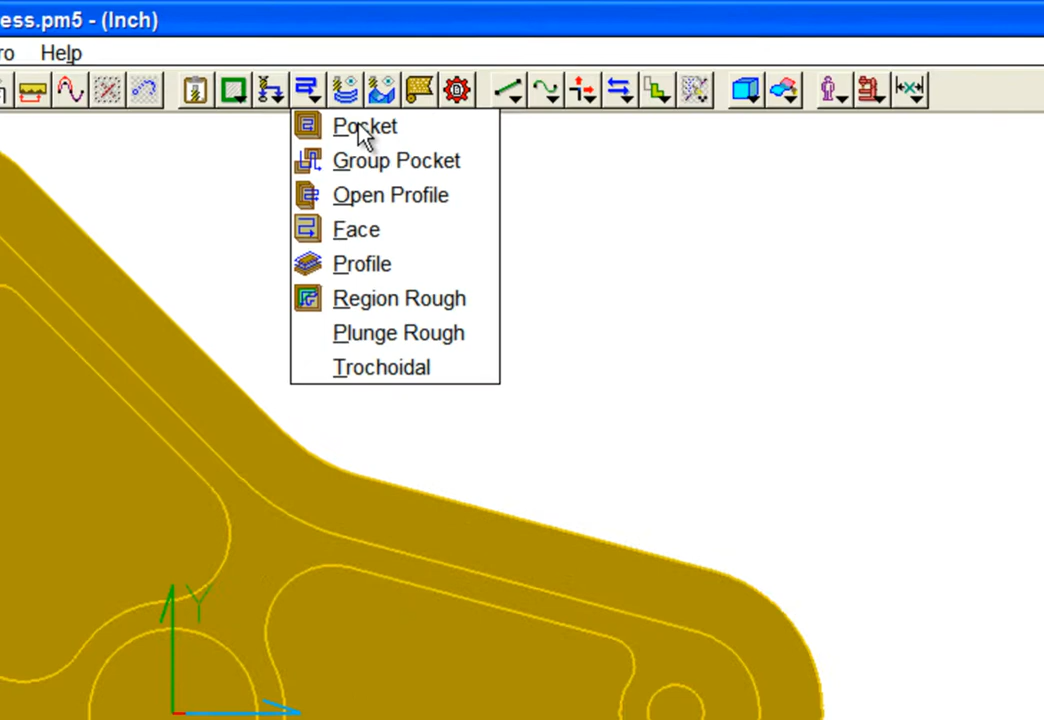 ess.pm5 - (Inch)
ro Help
Pocket
Group Pocket
Open Profile
Face
Profile
Region Rough
Plunge Rough
Trochoidal
Y